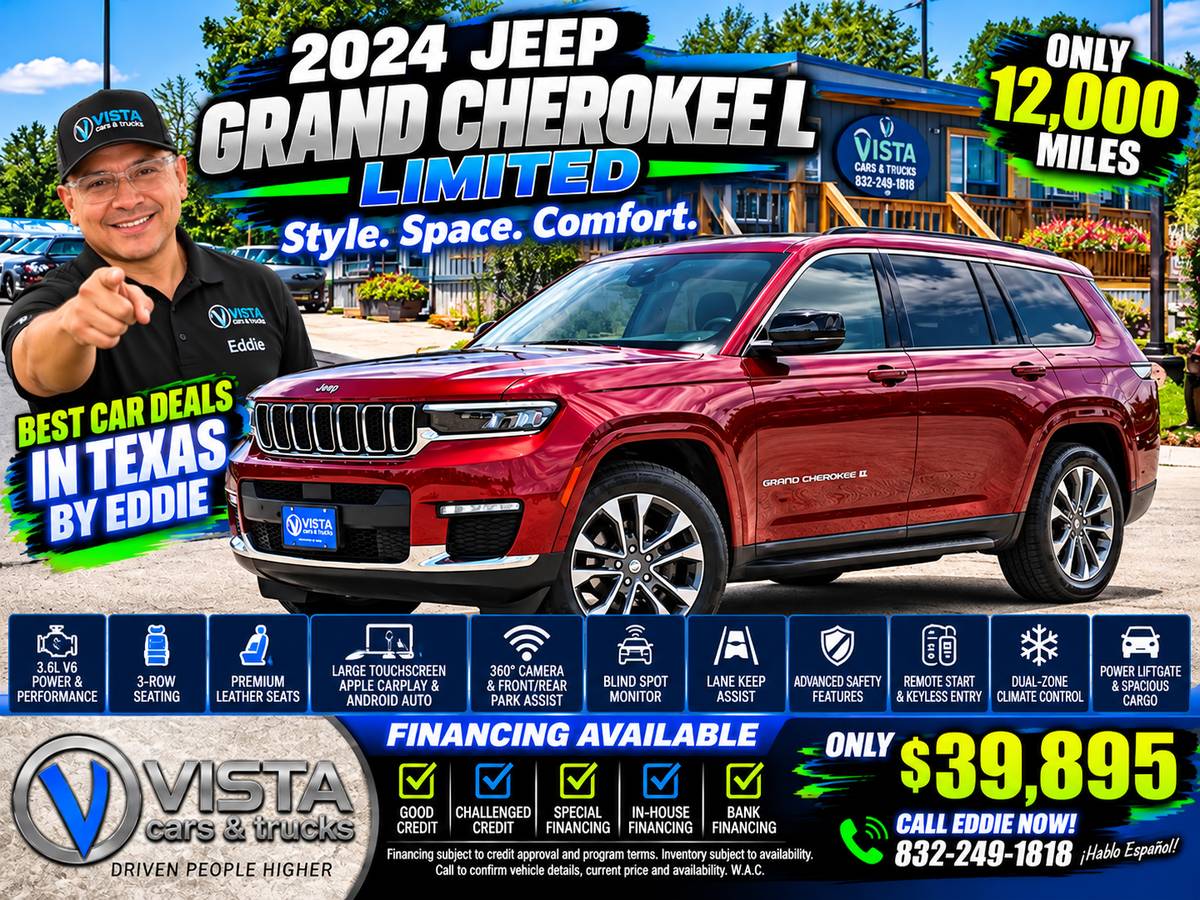 2024 JEEP
GRAND CHEROKEE L
LIMITED
Style. Space. Comfort.
ONLY
12,000
MILES
VISTA
cars & trucks
VISTA
CARS & TRUCKS
832-249-1818
VISTA
cars & trucks
Eddie
BEST CAR DEALS
IN TEXAS
BY EDDIE
Jeep
GRAND CHEROKEE L
VISTA
cars & trucks
3.6L V6
POWER &
PERFORMANCE
3-ROW
SEATING
PREMIUM
LEATHER SEATS
LARGE TOUCHSCREEN
APPLE CARPLAY &
ANDROID AUTO
360° CAMERA
& FRONT/REAR
PARK ASSIST
BLIND SPOT
MONITOR
LANE KEEP
ASSIST
ADVANCED SAFETY
FEATURES
REMOTE START
& KEYLESS ENTRY
DUAL-ZONE
CLIMATE CONTROL
POWER LIFTGATE
& SPACIOUS
CARGO
VISTA
cars & trucks
DRIVEN PEOPLE HIGHER
FINANCING AVAILABLE
GOOD
CREDIT
CHALLENGED
CREDIT
SPECIAL
FINANCING
IN-HOUSE
FINANCING
BANK
FINANCING
Financing subject to credit approval and program terms. Inventory subject to availability.
Call to confirm vehicle details, current price and availability. W.A.C.
ONLY $39,895
CALL EDDIE NOW!
832-249-1818 ¡Hablo Español!